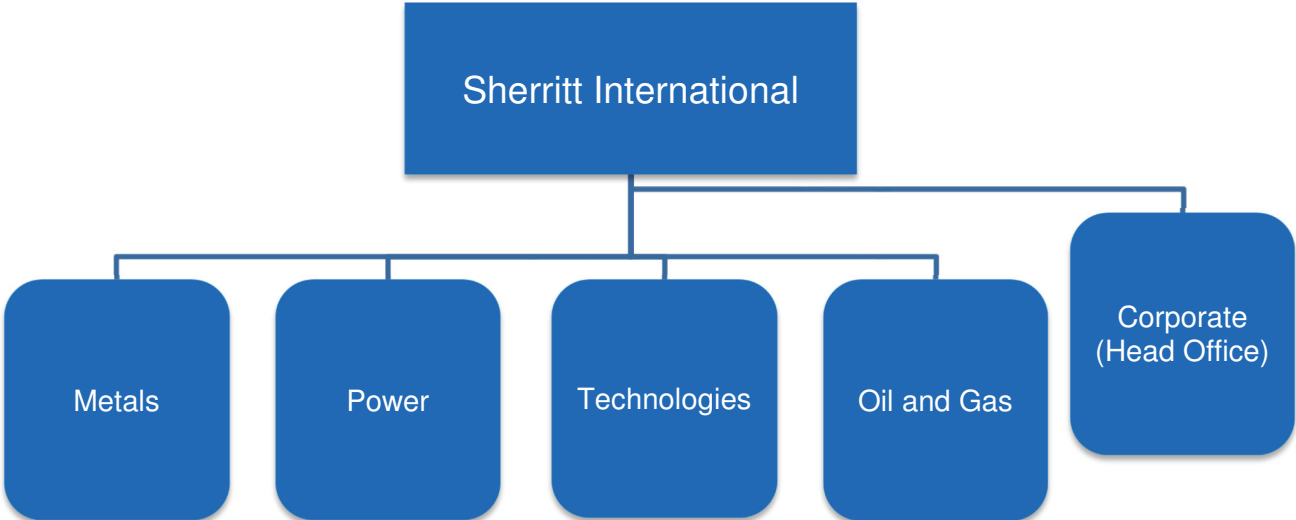 Sherritt International
Corporate
(Head Office)
Metals
Power
Technologies
Oil and Gas